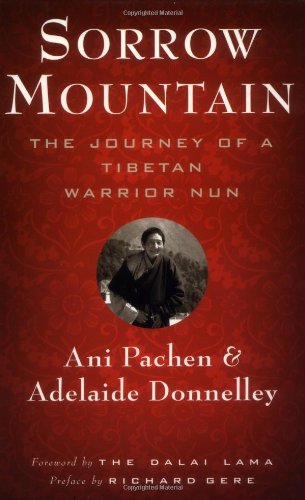 SORROW
MOUNTAIN
THE JOURNEY OF A
TIBETAN
WARRIOR NUN
Ani Pachen &
Adelaide Donnelley
Foreword by THE DALAI LAMA
Preface by RICHARD GERE